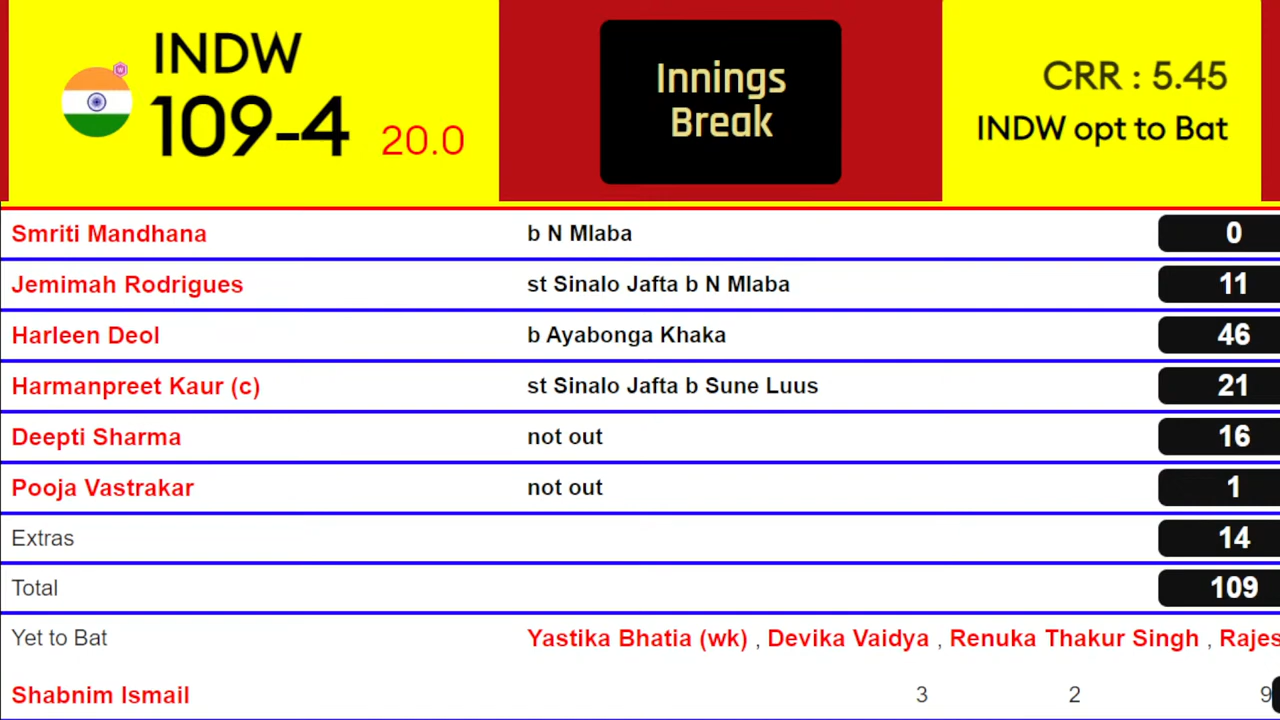 INDW
109-4 20.0
Innings
Break
CRR : 5.45
INDW opt to Bat
Smriti Mandhana b N Mlaba 0
Jemimah Rodrigues st Sinalo Jafta b N Mlaba 11
Harleen Deol b Ayabonga Khaka 46
Harmanpreet Kaur (c) st Sinalo Jafta b Sune Luus 21
Deepti Sharma not out 16
Pooja Vastrakar not out 1
Extras 14
Total 109
Yet to Bat Yastika Bhatia (wk) , Devika Vaidya , Renuka Thakur Singh , Rajes
Shabnim Ismail 3 2 9